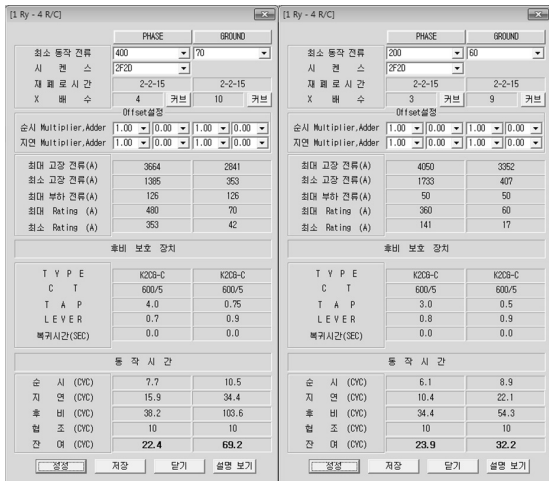 [1 Ry - 4 R/C]
PHASE GROUND
최소 동작 전류 400 70
시 켄 스 2F2D
재 폐 로 시 간 2-2-15 2-2-15
X 배 수 4 커브 10 커브
Offset설정
순시 Multiplier,Adder 1.00 0.00 1.00 0.00
지연 Multiplier,Adder 1.00 0.00 1.00 0.00
최대 고장 전류(A) 3664 2841
최소 고장 전류(A) 1385 353
최대 부하 전류(A) 126 126
최대 Rating (A) 480 70
최소 Rating (A) 353 42
후비 보호 장치
T Y P E K2CG-C K2CG-C
C T 600/5 600/5
T A P 4.0 0.75
L E V E R 0.7 0.9
복귀시간(SEC) 0.0 0.0
동 작 시 간
순 시 (CYC) 7.7 10.5
지 연 (CYC) 15.9 34.4
후 비 (CYC) 38.2 103.6
협 조 (CYC) 10 10
잔 여 (CYC) 22.4 69.2
정정 저장 닫기 설명 보기
[1 Ry - 4 R/C]
PHASE GROUND
최소 동작 전류 200 60
시 켄 스 2F2D
재 폐 로 시 간 2-2-15 2-2-15
X 배 수 3 커브 9 커브
Offset설정
순시 Multiplier,Adder 1.00 0.00 1.00 0.00
지연 Multiplier,Adder 1.00 0.00 1.00 0.00
최대 고장 전류(A) 4050 3352
최소 고장 전류(A) 1733 407
최대 부하 전류(A) 50 50
최대 Rating (A) 360 60
최소 Rating (A) 141 17
후비 보호 장치
T Y P E K2CG-C K2CG-C
C T 600/5 600/5
T A P 3.0 0.5
L E V E R 0.8 0.9
복귀시간(SEC) 0.0 0.0
동 작 시 간
순 시 (CYC) 6.1 8.9
지 연 (CYC) 10.4 22.1
후 비 (CYC) 34.4 54.3
협 조 (CYC) 10 10
잔 여 (CYC) 23.9 32.2
정정 저장 닫기 설명 보기